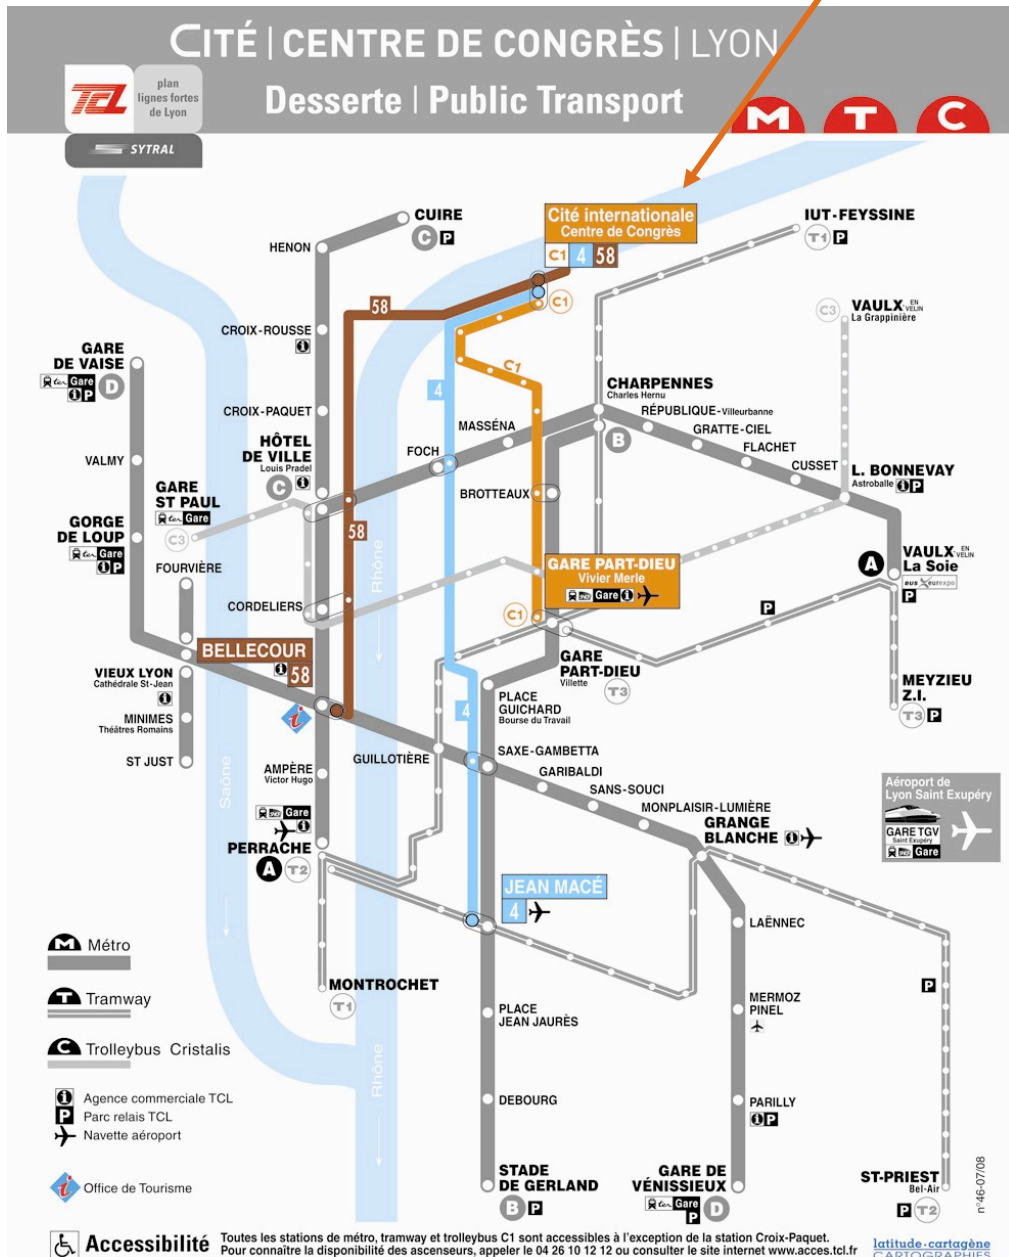 CITÉ | CENTRE DE CONGRÈS | LYON
Desserte | Public Transport
TCL
plan
lignes fortes
de Lyon
SYTRAL
M T C
CUIRE
C P
HENON
Cité internationale
Centre de Congrès
C1 4 58
IUT-FEYSSINE
T1 P
58
C1
VAULX EN VELIN
La Grappinière
C3
CROIX-ROUSSE
GARE
DE VAISE
ter Gare
D
P
C1
4
CHARPENNES
Charles Hernu
CROIX-PAQUET
RÉPUBLIQUE-Villeurbanne
MASSÉNA
GRATTE-CIEL
B
HÔTEL
DE VILLE
Louis Pradel
C
FOCH
FLACHET
VALMY
CUSSET
L. BONNEVAY
Astroballe
P
GARE
ST PAUL
ter Gare
C3
BROTTEAUX
GORGE
DE LOUP
ter Gare
P
58
Rhône
FOURVIÈRE
GARE PART-DIEU
Vivier Merle
Gare
VAULX EN VELIN
La Soie
A
BUS eurexpo
P
CORDELIERS
C1
P
BELLECOUR
58
GARE
PART-DIEU
Villette
T3
VIEUX LYON
Cathédrale St-Jean
MEYZIEU
Z.I.
T3 P
PLACE
GUICHARD
Bourse du Travail
4
MINIMES
Théâtres Romains
ST JUST
SAXE-GAMBETTA
GUILLOTIÈRE
GARIBALDI
AMPÈRE
Victor Hugo
SANS-SOUCI
Saône
MONPLAISIR-LUMIÈRE
GRANGE
BLANCHE
Aéroport de
Lyon Saint Exupéry
GARE TGV
Saint Exupéry
Gare
Gare
PERRACHE
A T2
JEAN MACÉ
4
LAËNNEC
M Métro
MONTROCHET
T1
P
T Tramway
MERMOZ
PINEL
PLACE
JEAN JAURÈS
C Trolleybus Cristalis
Rhône
Agence commerciale TCL
P Parc relais TCL
Navette aéroport
DEBOURG
PARILLY
P
Office de Tourisme
STADE
DE GERLAND
B P
GARE DE
VÉNISSIEUX
ter Gare
P D
ST-PRIEST
Bel-Air
P T2
n°46-07/08
Accessibilité
Toutes les stations de métro, tramway et trolleybus C1 sont accessibles à l'exception de la station Croix-Paquet.
Pour connaître la disponibilité des ascenseurs, appeler le 04 26 10 12 12 ou consulter le site internet www.acces.tcl.fr
latitude-cartagène
CARTOGRAPHIES